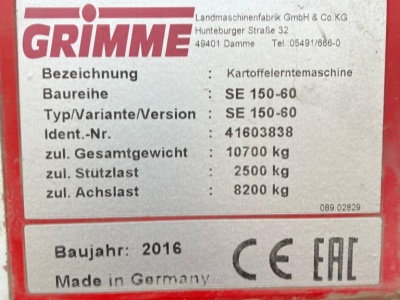 GRIMME
Landmaschinenfabrik GmbH & Co KG
Hunteburger Straße 32
49401 Damme Tel.:05491/666-0
Bezeichnung : Kartoffelerntemaschine
Baureihe : SE 150-60
Typ/Variante/Version : SE 150-60
Ident.-Nr. : 41603838
zul. Gesamtgewicht : 10700 kg
zul. Stützlast : 2500 kg
zul. Achslast : 8200 kg
089.02829
Baujahr: 2016
Made in Germany
CE EAC